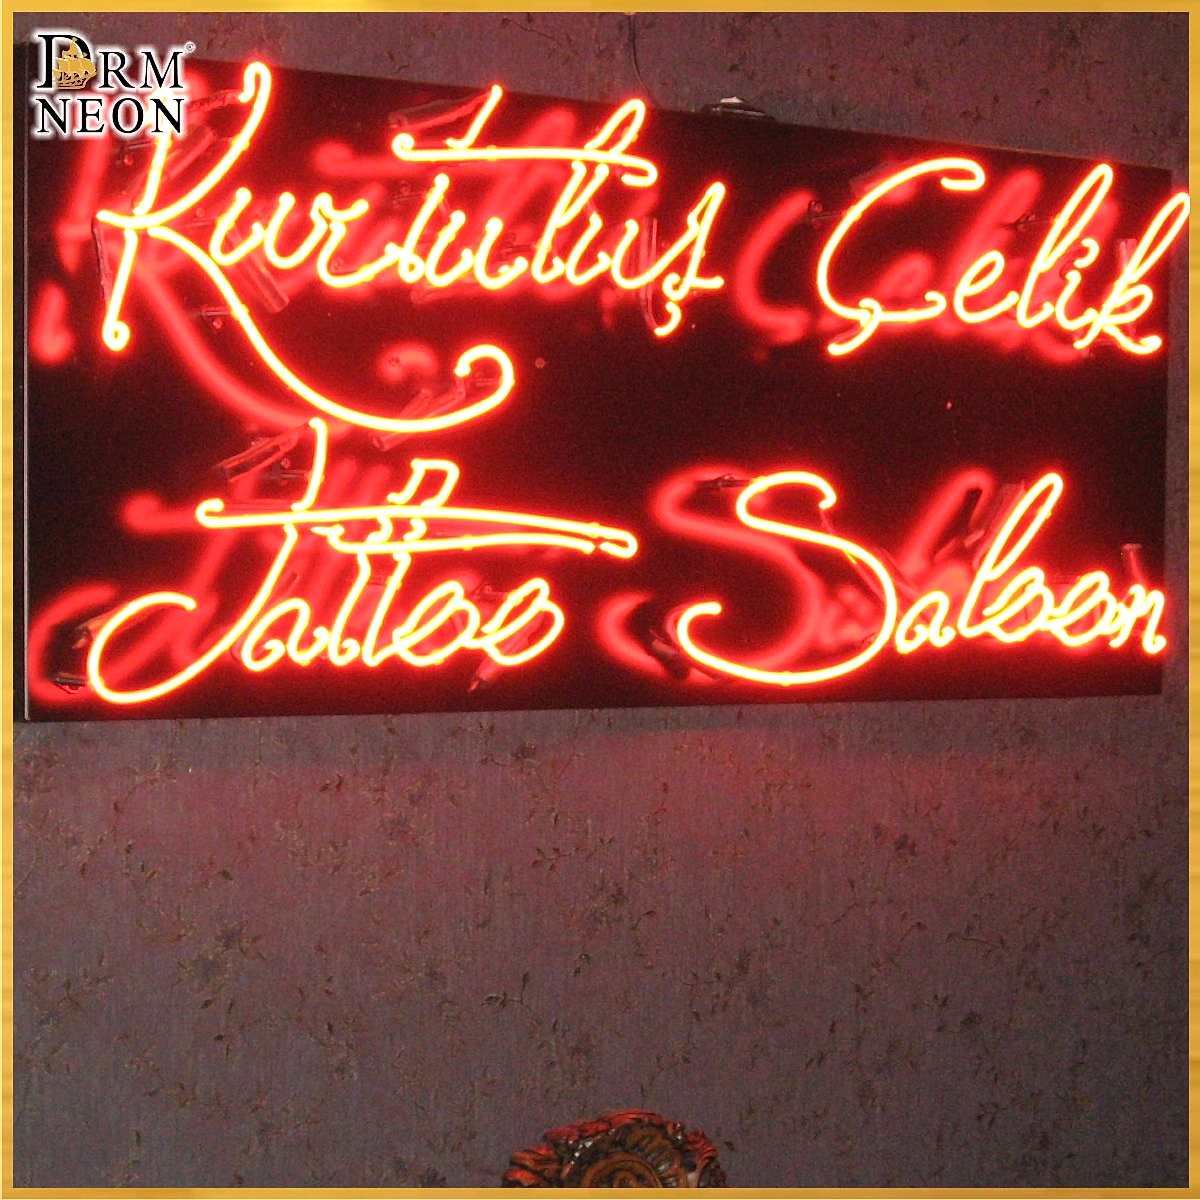 DRM
NEON
Kurtuluş Çelik
Tattoo Saloon